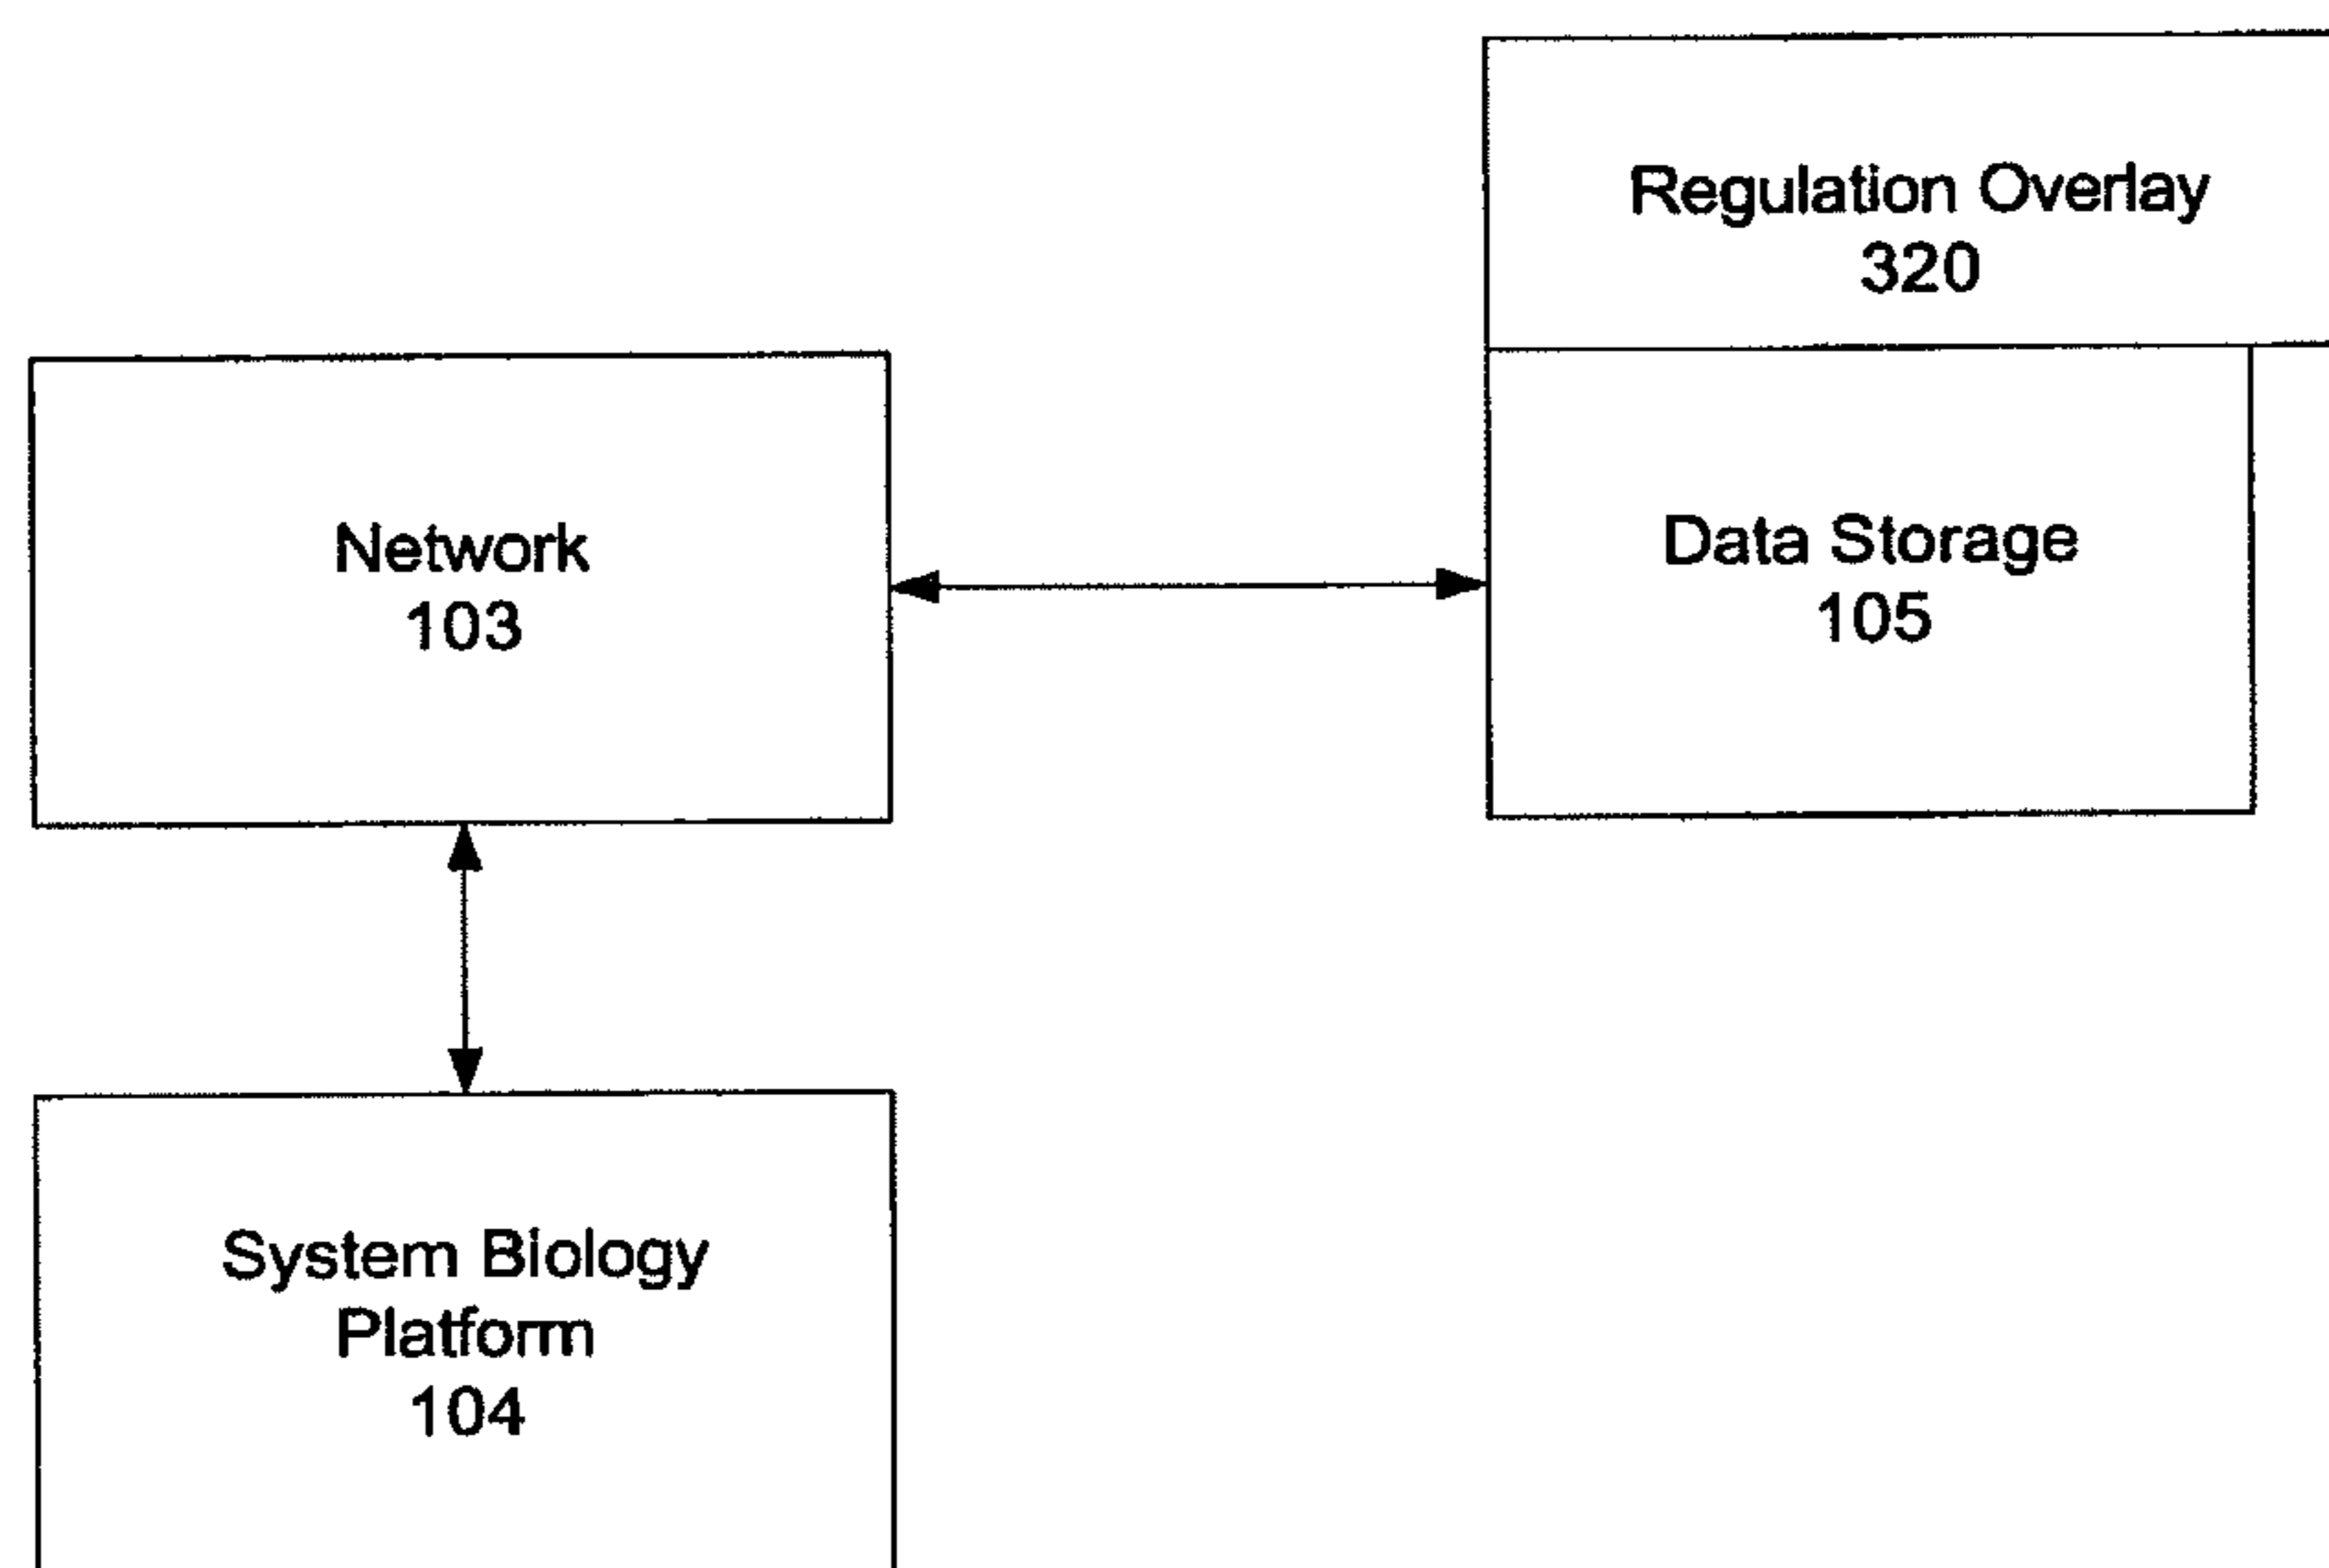 Regulation Overlay
320
Network
103
Data Storage
105
System Biology
Platform
104